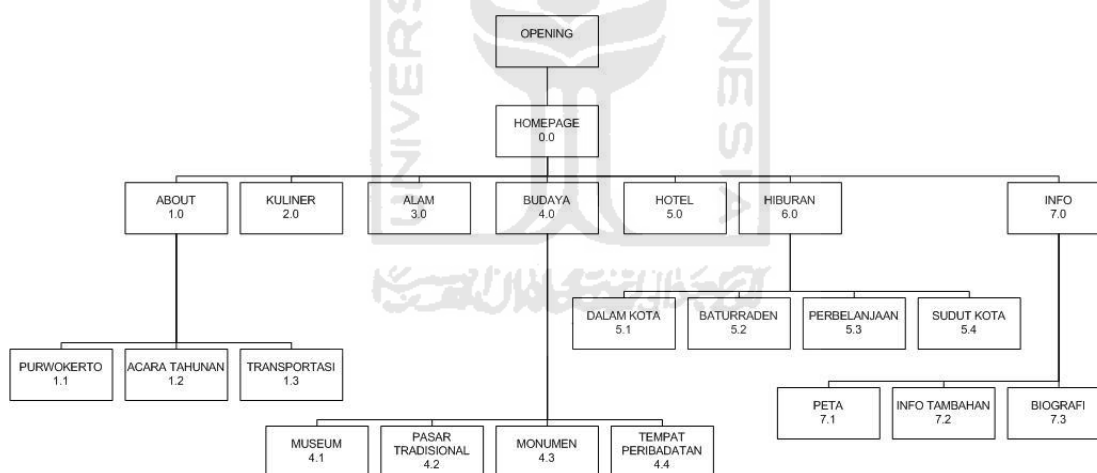 OPENING
HOMEPAGE
0.0
ABOUT
1.0
KULINER
2.0
ALAM
3.0
BUDAYA
4.0
HOTEL
5.0
HIBURAN
6.0
INFO
7.0
DALAM KOTA
5.1
BATURRADEN
5.2
PERBELANJAAN
5.3
SUDUT KOTA
5.4
PURWOKERTO
1.1
ACARA TAHUNAN
1.2
TRANSPORTASI
1.3
PETA
7.1
INFO TAMBAHAN
7.2
BIOGRAFI
7.3
MUSEUM
4.1
PASAR
TRADISIONAL
4.2
MONUMEN
4.3
TEMPAT
PERIBADATAN
4.4
UNIVERS
ONESIA